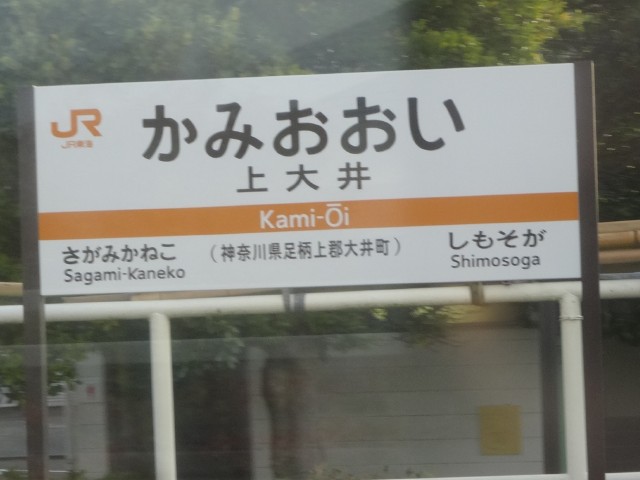 JR
JR東海
かみおおい
上大井
Kami-Ōi
さがみかねこ
Sagami-Kaneko
(神奈川県足柄上郡大井町)
しもそが
Shimosoga